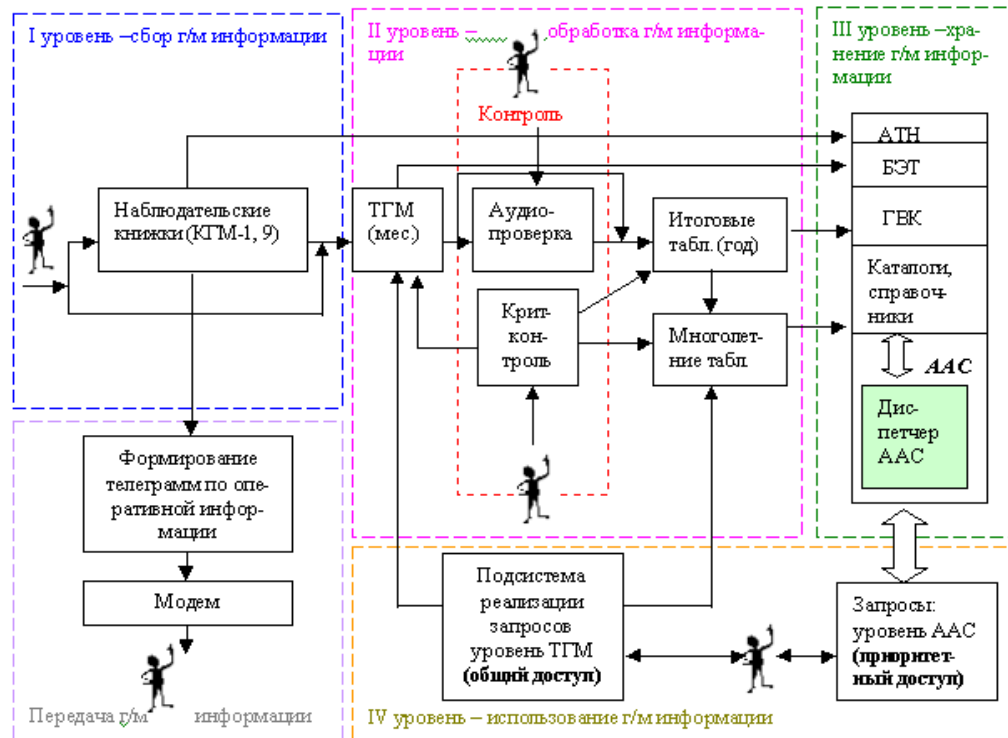 I уровень –сбор г/м информации
II уровень – обработка г/м информа-
ции
III уровень –хра-
нение г/м инфор-
мации
Контроль
Наблюдательские
книжки (КГМ-1, 9)
ТГМ
(мес.)
Аудио-
проверка
Итоговые
табл. (год)
Крит-
кон-
троль
Многолет-
ние табл.
АТН
БЭТ
ГВК
Каталоги,
справоч-
ники
ААС
Дис-
петчер
ААС
Формирование
телеграмм по опе-
ративной инфор-
мации
Модем
Передача г/м информации
Подсистема
реализации
запросов
уровень ТГМ
(общий доступ)
Запросы:
уровень ААС
(приоритет-
ный доступ)
IV уровень – использование г/м информации